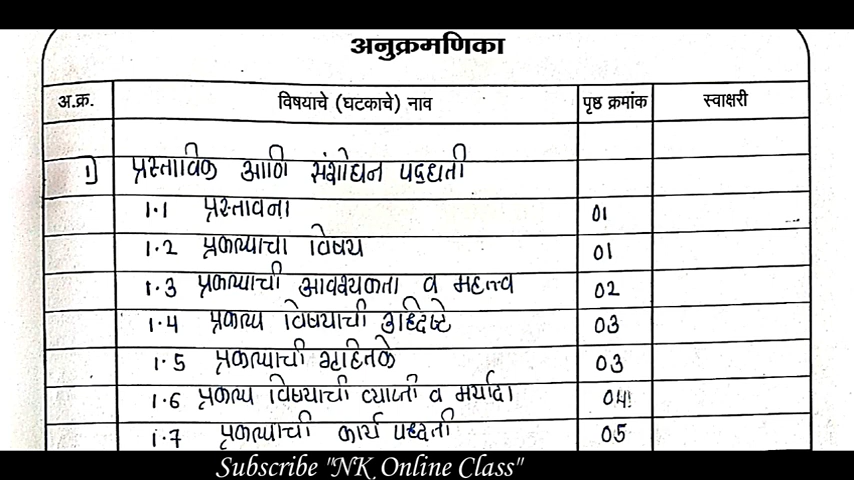 अनुक्रमणिका
अ.क्र. विषयाचे (घटकाचे) नाव पृष्ठ क्रमांक स्वाक्षरी
1) प्रस्ताविक आणि संशोधन पद्धती
1.1 प्रस्तावना 01
1.2 प्रकल्पाचा विषय 01
1.3 प्रकल्पाची आवश्यकता व महत्त्व 02
1.4 प्रकल्प विषयाची उद्दिष्टे 03
1.5 प्रकल्पाची गृहितके 03
1.6 प्रकल्प विषयाची व्याप्ती व मर्यादा 04
1.7 प्रकल्पाची कार्य पध्दती 05
Subscribe "NK Online Class"